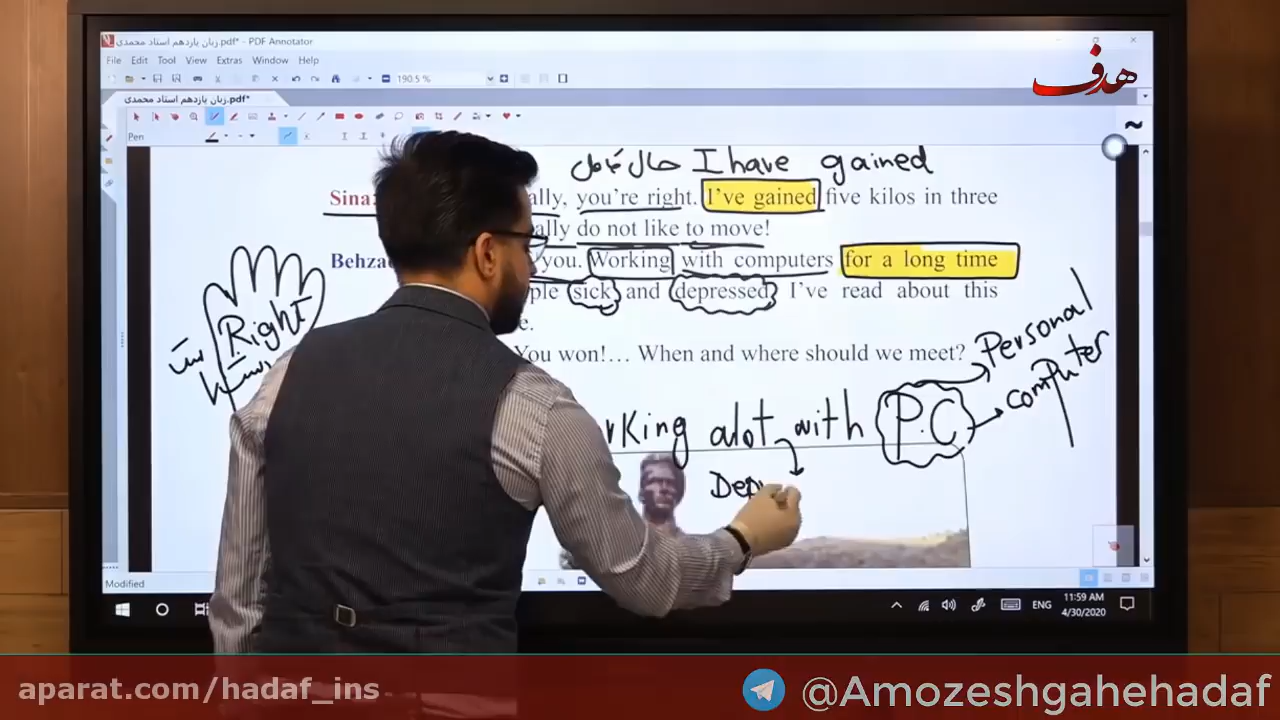 زبان یازدهم استاد محمدی.pdf* - PDF Annotator
هدف
File Edit Tool View Extras Window Help
190.5 %
زبان یازدهم استاد محمدی.pdf*
Pen
حال کامل I have gained
Sina: ally, you're right. I've gained five kilos in three
ally do not like to move!
Behza you. Working with computers for a long time
ple sick and depressed. I've read about this
e.
You won!… When and where should we meet?
Right
Personal
computer
rking alot with P.C
Dep
Modified
ENG
11:59 AM
4/30/2020
aparat.com/hadaf_ins
@Amozeshgahehadaf